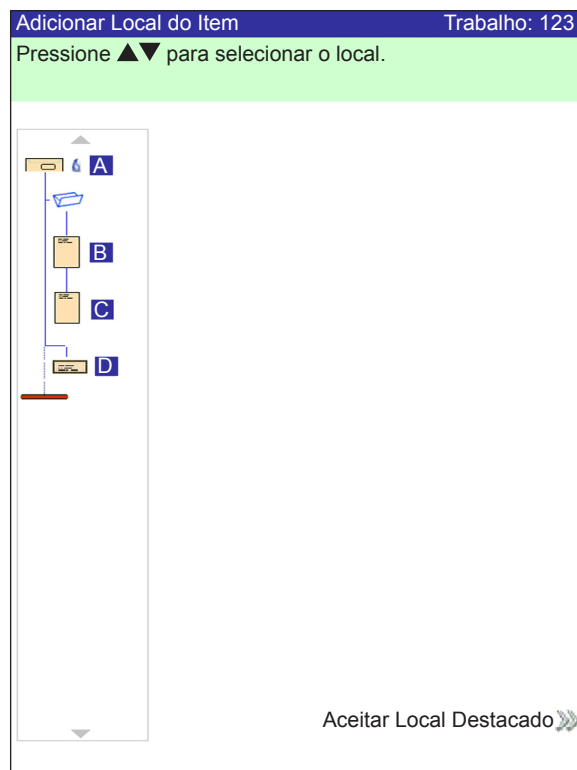 Adicionar Local do Item Trabalho: 123
Pressione ▲▼ para selecionar o local.
A
B
C
D
Aceitar Local Destacado